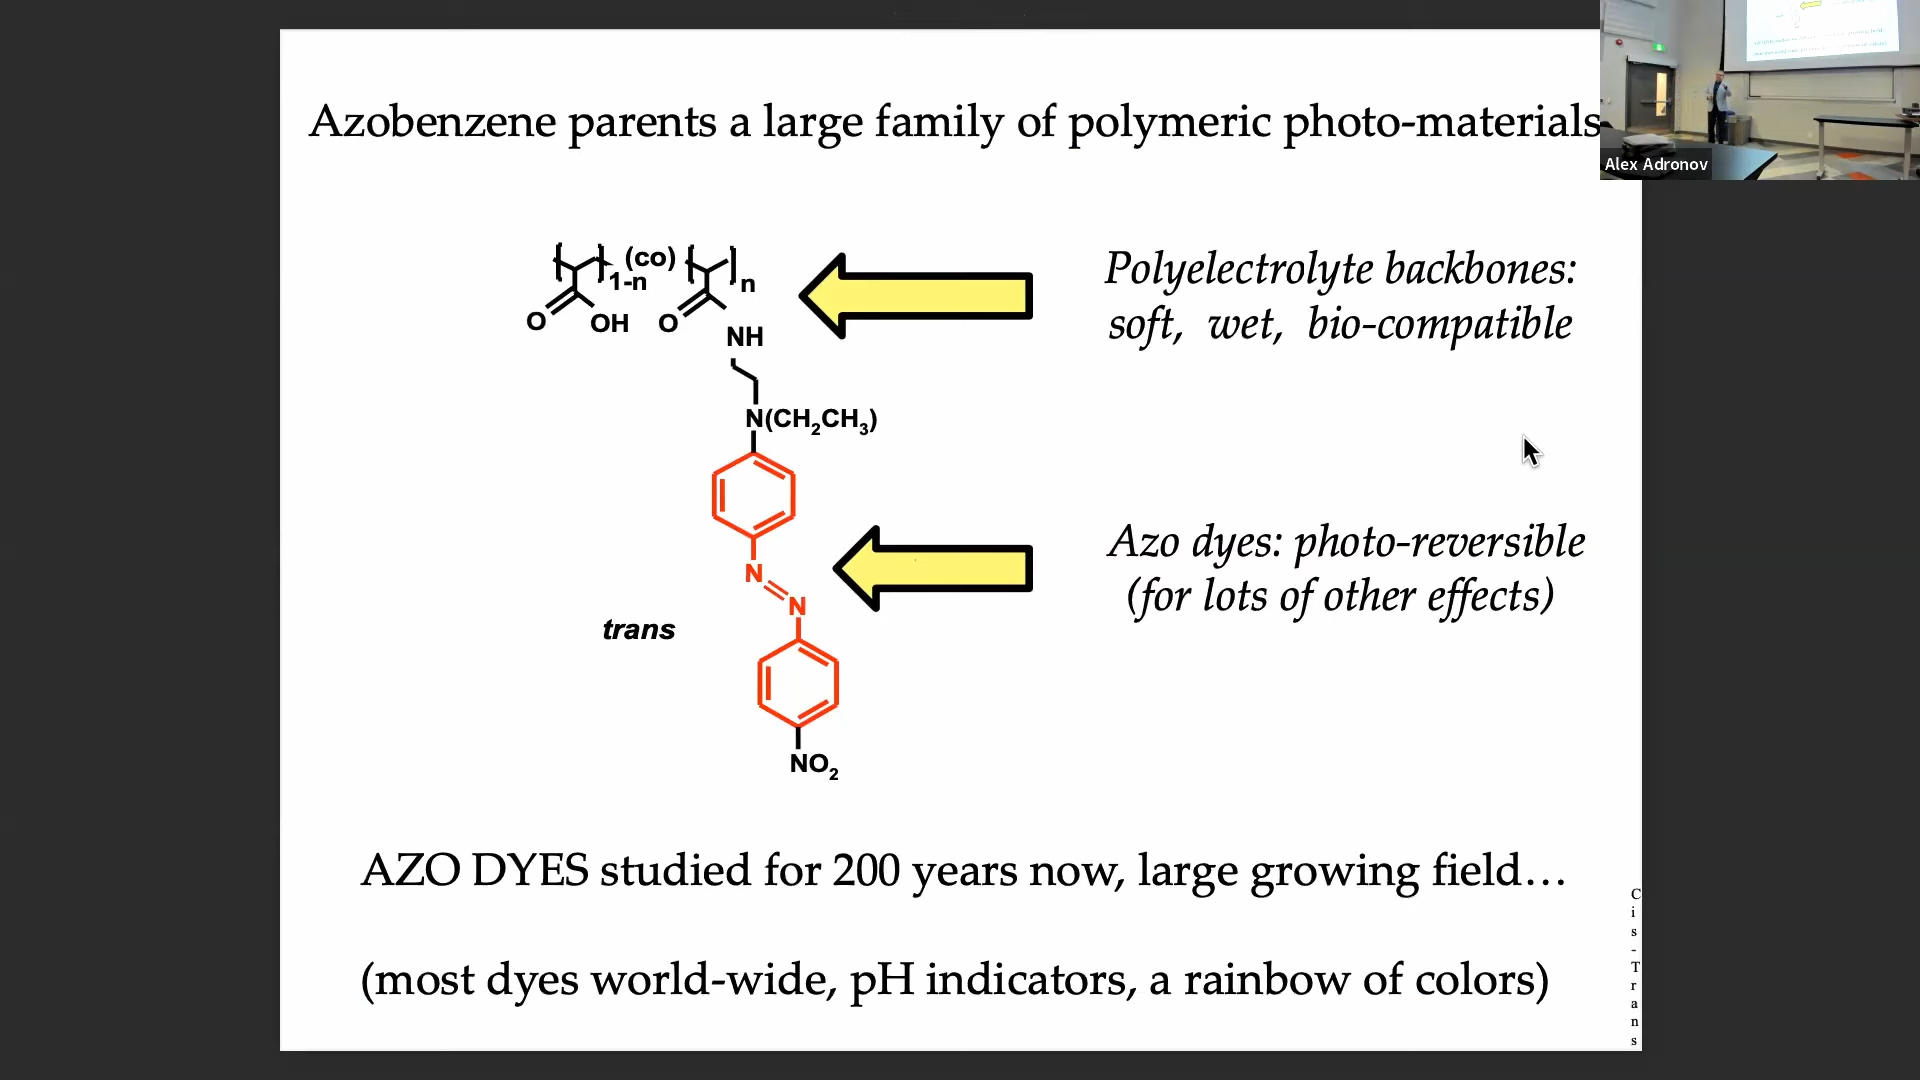 Azobenzene parents a large family of polymeric photo-materials
Alex Adronov
(co)
1-n
n
O
OH
O
NH
N(CH2CH3)
N
N
trans
NO2
Polyelectrolyte backbones:
soft, wet, bio-compatible
Azo dyes: photo-reversible
(for lots of other effects)
AZO DYES studied for 200 years now, large growing field…
(most dyes world-wide, pH indicators, a rainbow of colors)
Cis-Trans